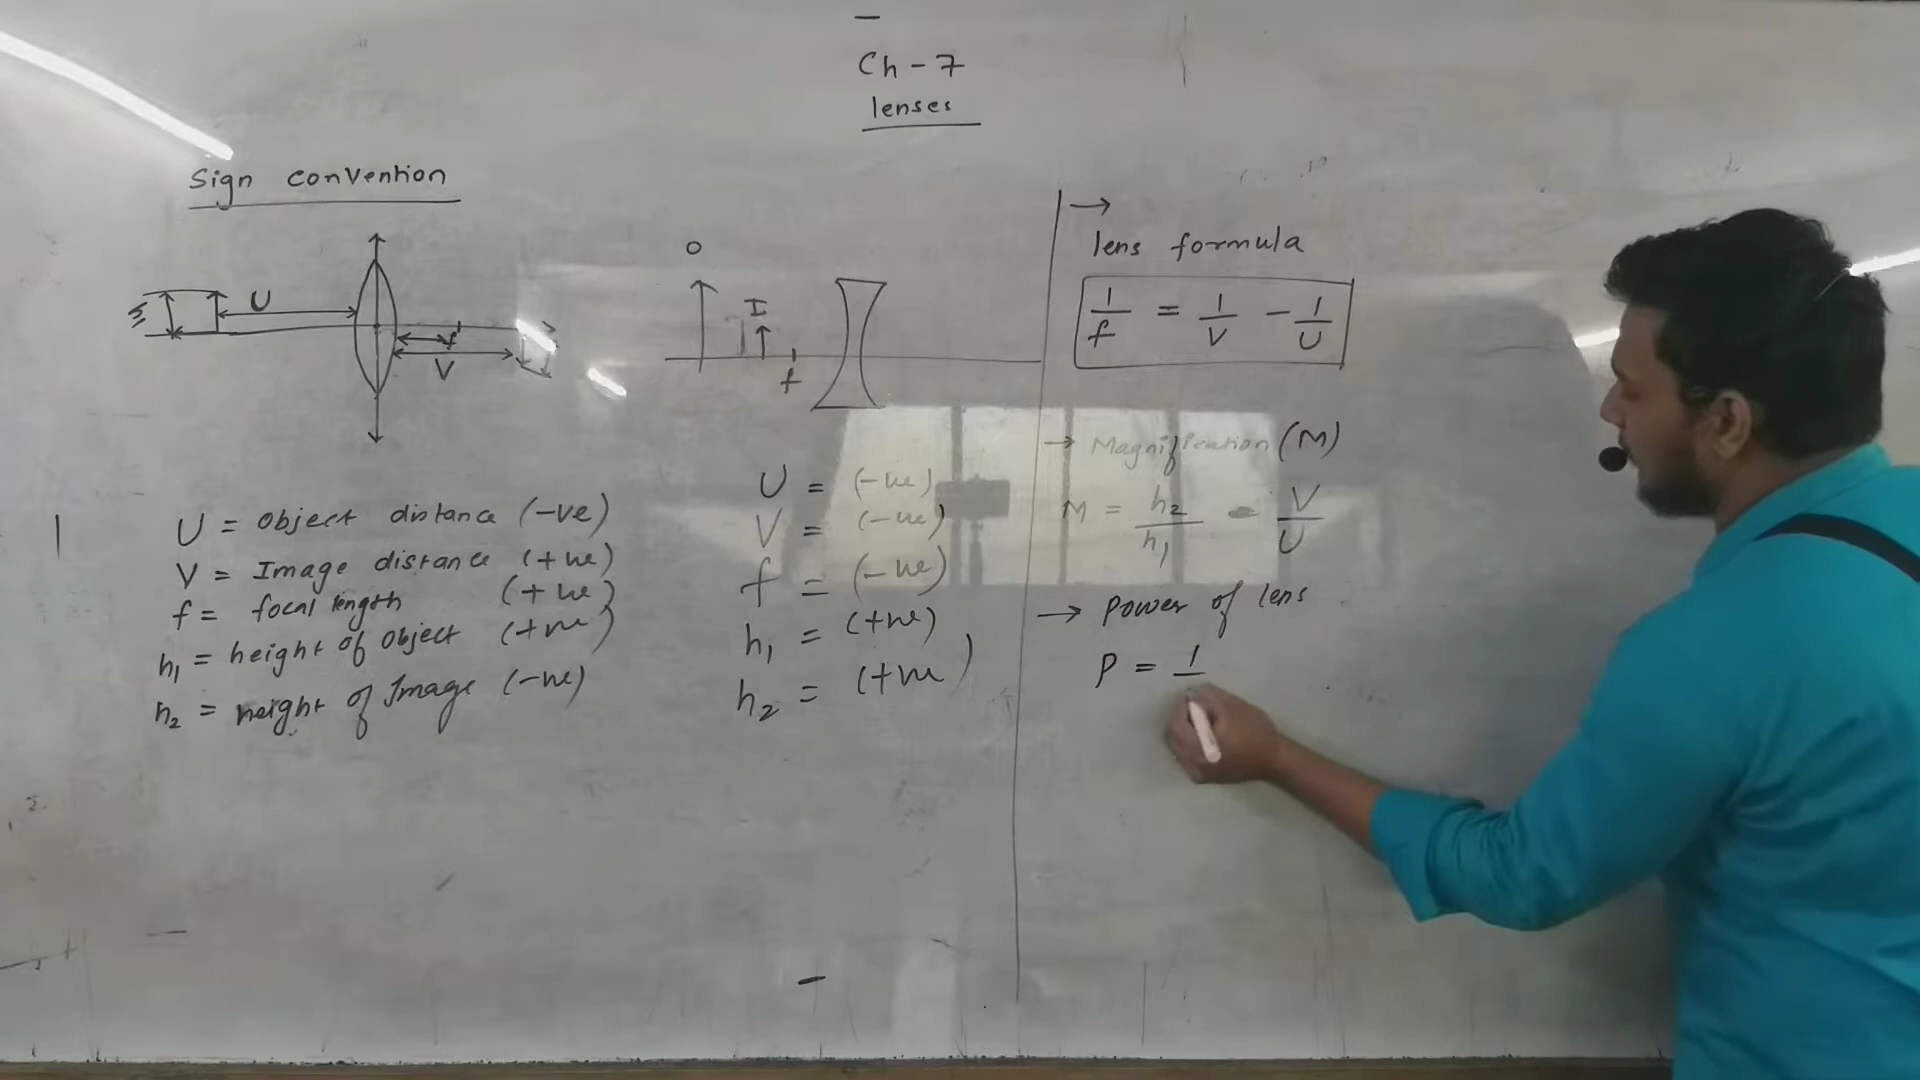 Ch - 7
lenses
Sign convention
h1
U
f
V
O
I
f
U = object distance (-ve)
V = Image distance (+ve)
f = focal length (+ve)
h₁ = height of object (+ve)
h₂ = height of Image (-ve)
U = (-ve)
V = (-ve)
f = (-ve)
h₁ = (+ve)
h₂ = (+ve)
→
lens formula
1/f = 1/V - 1/U
→ Magnification (M)
M = h₂/h₁ = V/U
→ Power of lens
P = 1/